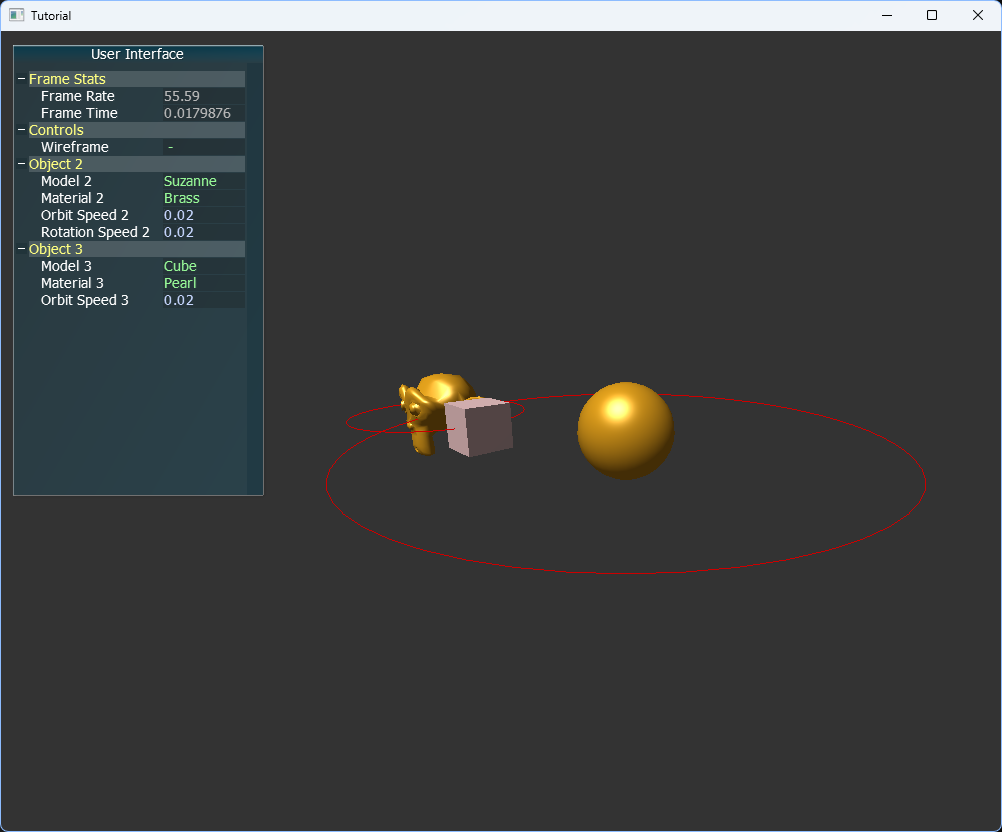 Tutorial
User Interface
− Frame Stats
Frame Rate 55.59
Frame Time 0.0179876
− Controls
Wireframe -
− Object 2
Model 2 Suzanne
Material 2 Brass
Orbit Speed 2 0.02
Rotation Speed 2 0.02
− Object 3
Model 3 Cube
Material 3 Pearl
Orbit Speed 3 0.02